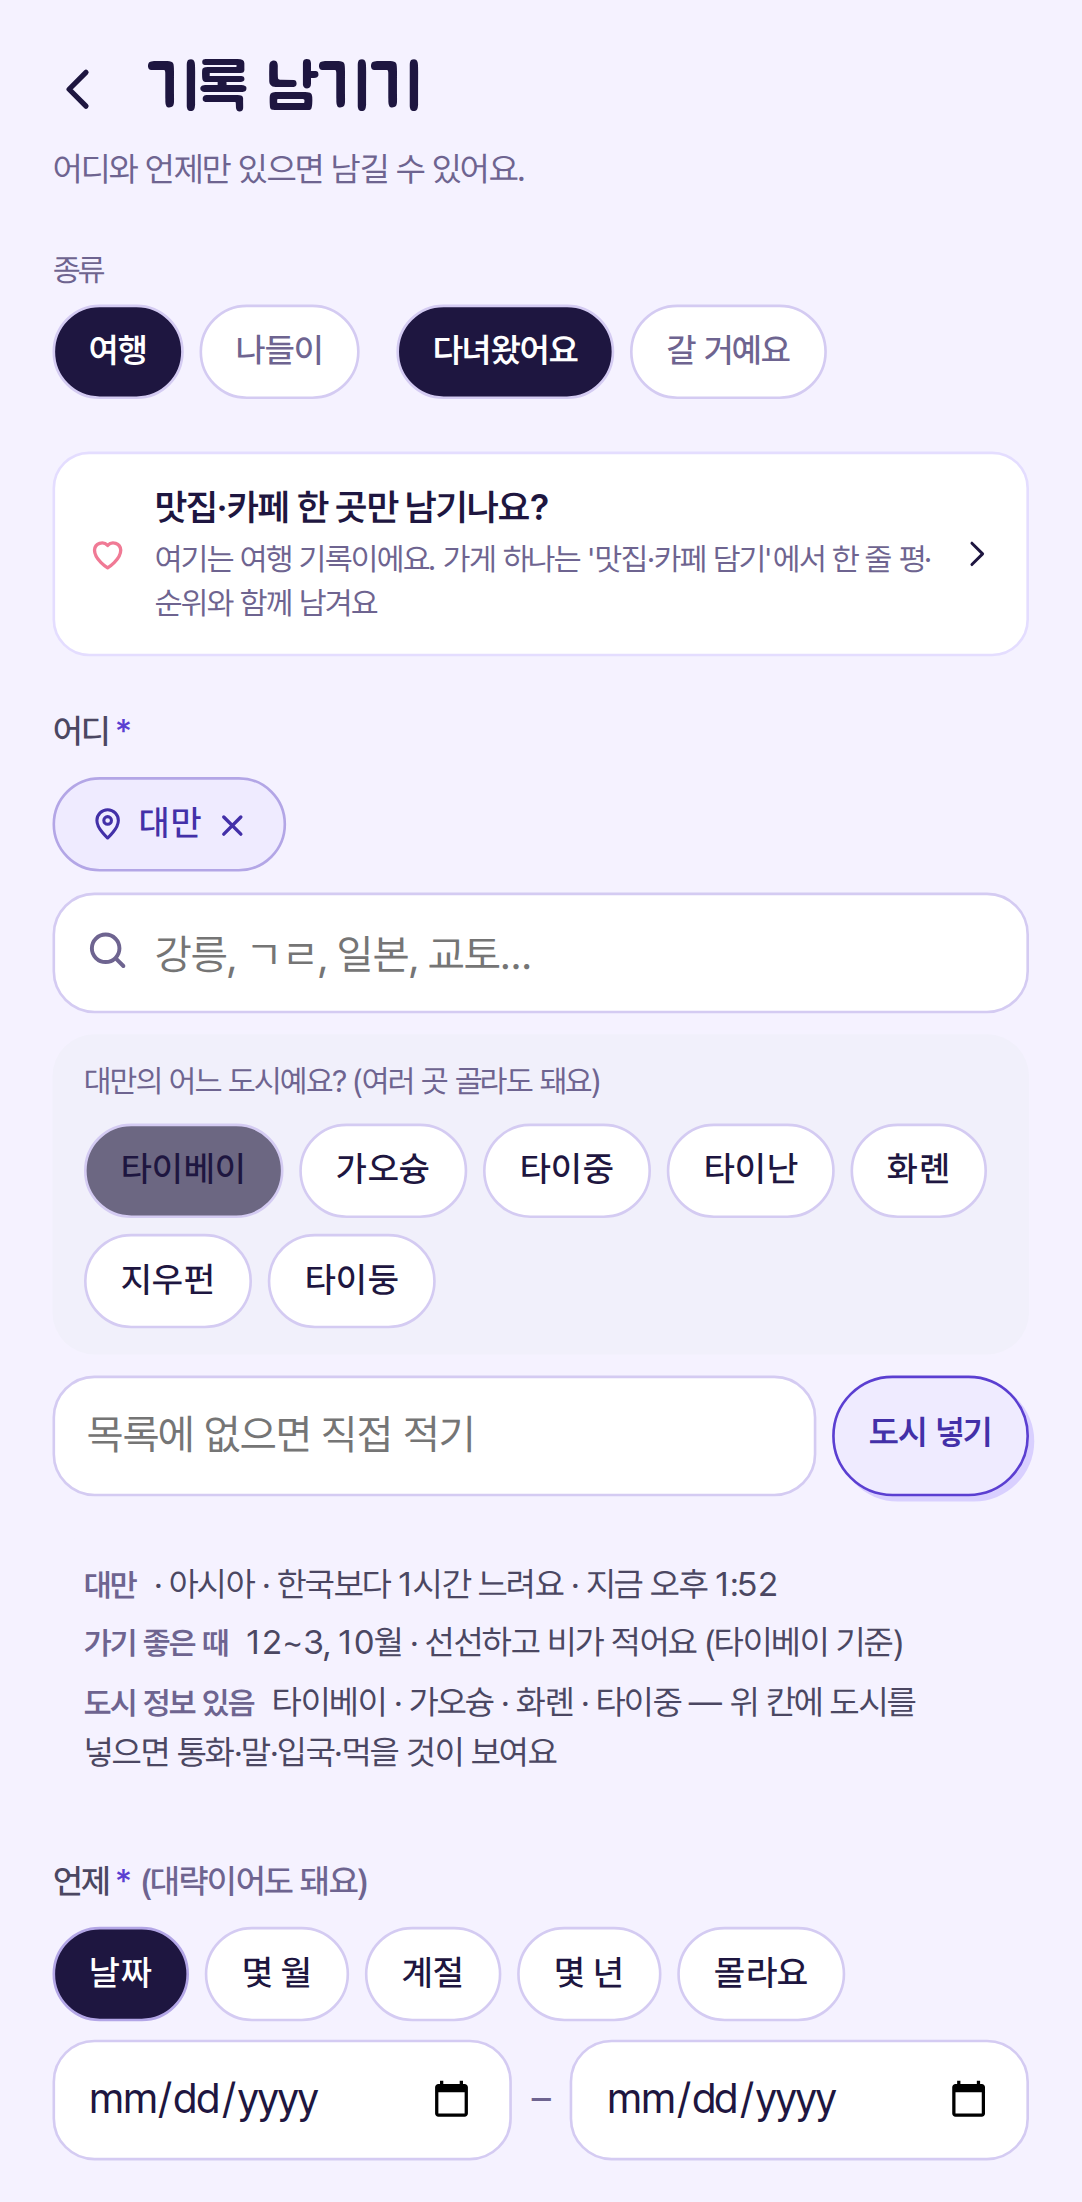 기록 남기기
어디와 언제만 있으면 남길 수 있어요.
종류
여행 나들이 다녀왔어요 갈 거예요
맛집·카페 한 곳만 남기나요?
여기는 여행 기록이에요. 가게 하나는 '맛집·카페 담기'에서 한 줄 평·
순위와 함께 남겨요
어디 *
대만
강릉, ㄱㄹ, 일본, 교토...
대만의 어느 도시예요? (여러 곳 골라도 돼요)
타이베이 가오슝 타이중 타이난 화롄
지우펀 타이둥
목록에 없으면 직접 적기 도시 넣기
대만 · 아시아 · 한국보다 1시간 느려요 · 지금 오후 1:52
가기 좋은 때 12~3, 10월 · 선선하고 비가 적어요 (타이베이 기준)
도시 정보 있음 타이베이 · 가오슝 · 화롄 · 타이중 — 위 칸에 도시를
넣으면 통화·말·입국·먹을 것이 보여요
언제 * (대략이어도 돼요)
날짜 몇 월 계절 몇 년 몰라요
mm/dd/yyyy – mm/dd/yyyy